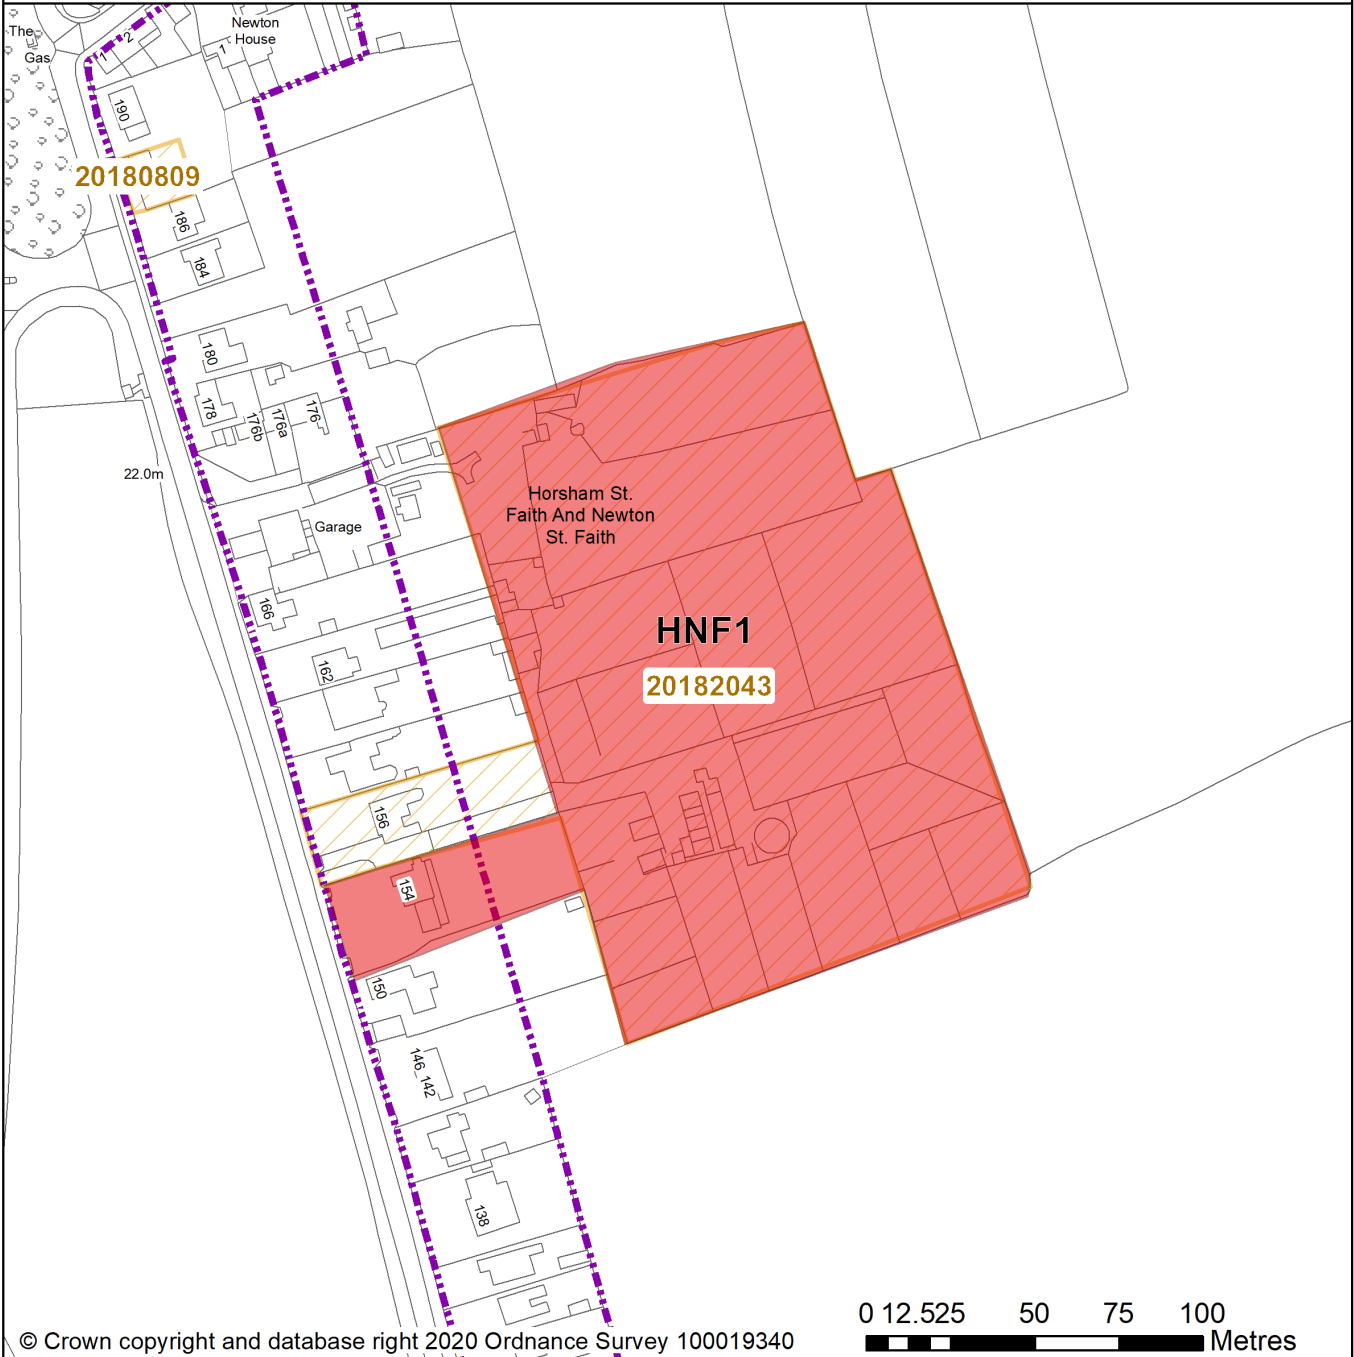 The
Gas
1 2
Newton
House
1
190
20180809
186
184
180
178
176b
176a
176
22.0m
Garage
166
162
156
154
150
146_142
138
Horsham St.
Faith And Newton
St. Faith
HNF1
20182043
0 12.525 50 75 100
Metres
© Crown copyright and database right 2020 Ordnance Survey 100019340